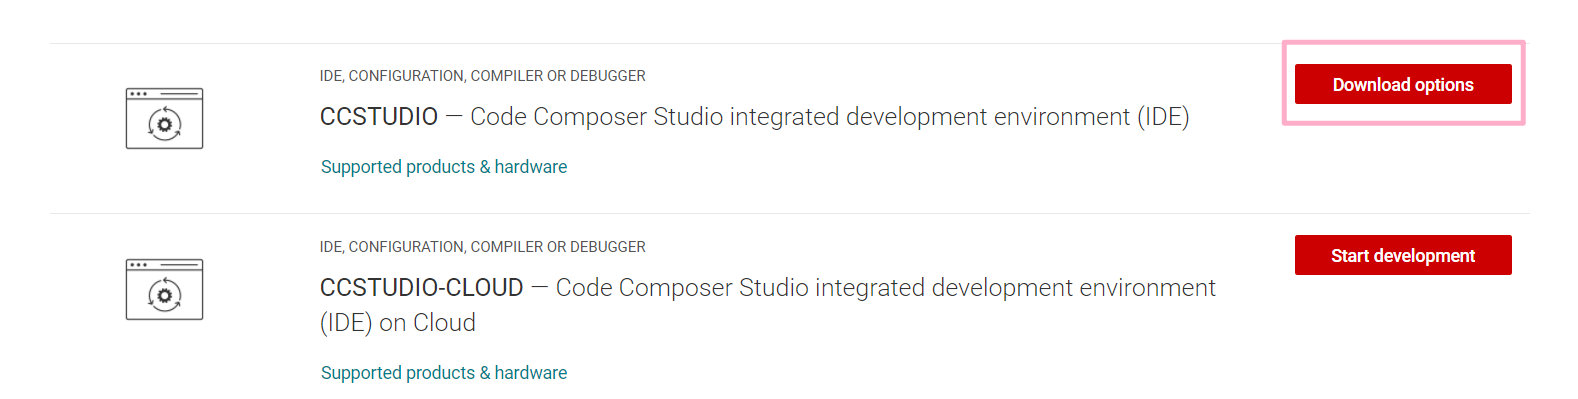 IDE, CONFIGURATION, COMPILER OR DEBUGGER
CCSTUDIO — Code Composer Studio integrated development environment (IDE)
Download options
Supported products & hardware
IDE, CONFIGURATION, COMPILER OR DEBUGGER
Start development
CCSTUDIO-CLOUD — Code Composer Studio integrated development environment
(IDE) on Cloud
Supported products & hardware